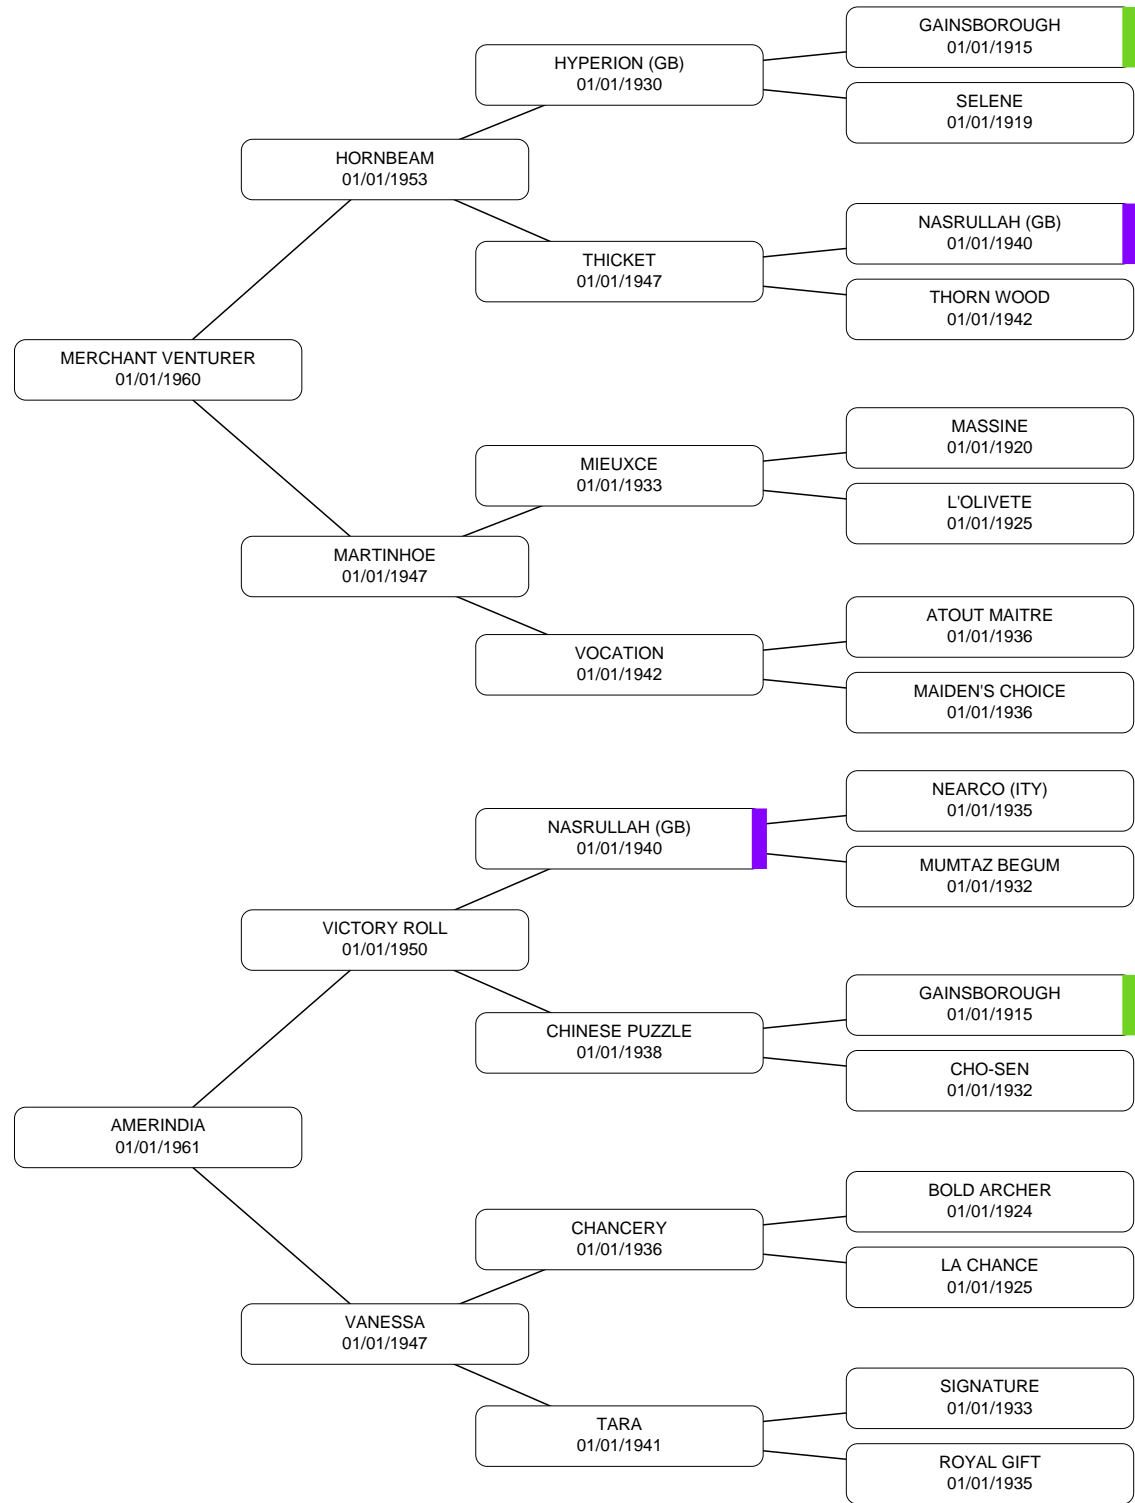 GAINSBOROUGH
01/01/1915
HYPERION (GB)
01/01/1930
SELENE
01/01/1919
HORNBEAM
01/01/1953
NASRULLAH (GB)
01/01/1940
THICKET
01/01/1947
THORN WOOD
01/01/1942
MERCHANT VENTURER
01/01/1960
MASSINE
01/01/1920
MIEUXCE
01/01/1933
L'OLIVETE
01/01/1925
MARTINHOE
01/01/1947
ATOUT MAITRE
01/01/1936
VOCATION
01/01/1942
MAIDEN'S CHOICE
01/01/1936
NEARCO (ITY)
01/01/1935
NASRULLAH (GB)
01/01/1940
MUMTAZ BEGUM
01/01/1932
VICTORY ROLL
01/01/1950
GAINSBOROUGH
01/01/1915
CHINESE PUZZLE
01/01/1938
CHO-SEN
01/01/1932
AMERINDIA
01/01/1961
BOLD ARCHER
01/01/1924
CHANCERY
01/01/1936
LA CHANCE
01/01/1925
VANESSA
01/01/1947
SIGNATURE
01/01/1933
TARA
01/01/1941
ROYAL GIFT
01/01/1935